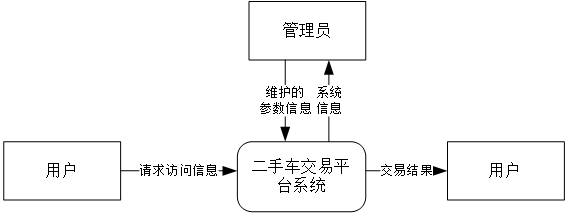 管理员
维护的
参数信息
系统
信息
用户
请求访问信息
二手车交易平
台系统
交易结果
用户